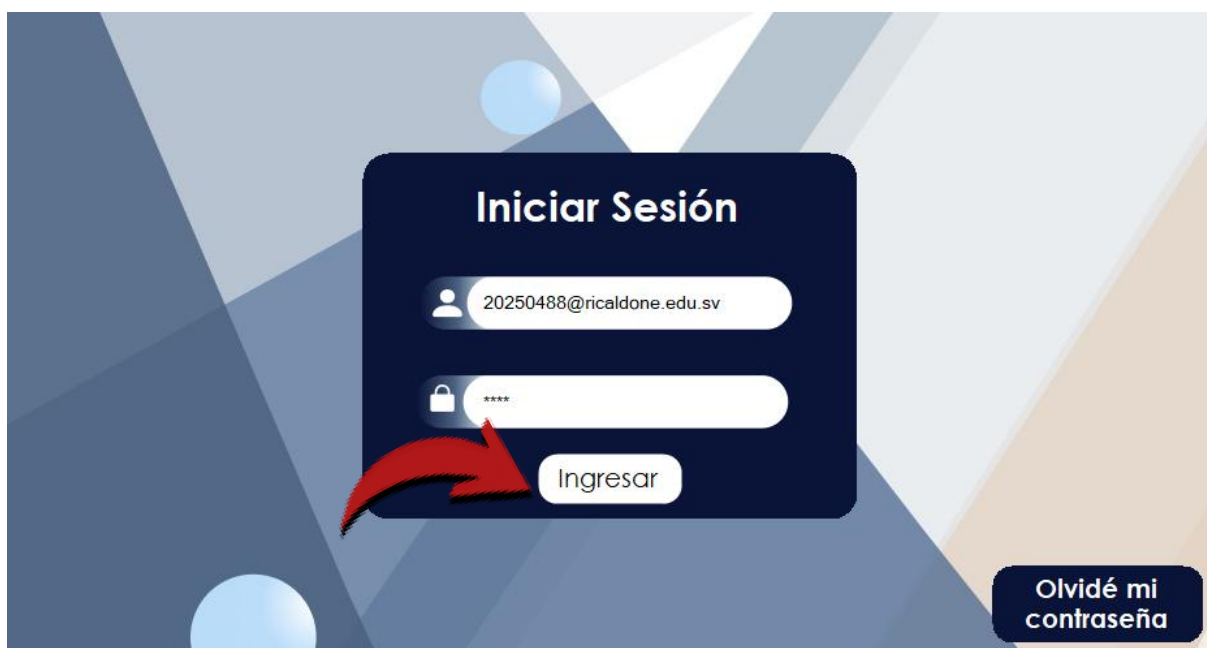 Iniciar Sesión
20250488@ricaldone.edu.sv
****
Ingresar
Olvidé mi
contraseña